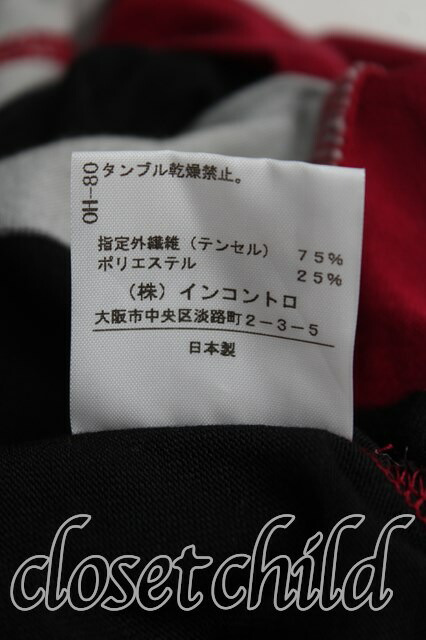 OH-80
タンブル乾燥禁止。
指定外繊維（テンセル） 75%
ポリエステル 25%
（株）インコントロ
大阪市中央区淡路町2-3-5
日本製
closet child